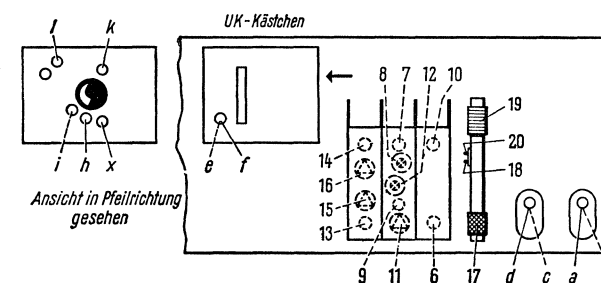 UK-Kästchen
l k
8 7 12 10
19
e f
14
20
16
18
i h x
15
Ansicht in Pfeilrichtung
gesehen
13
9 11 6 17 d c a